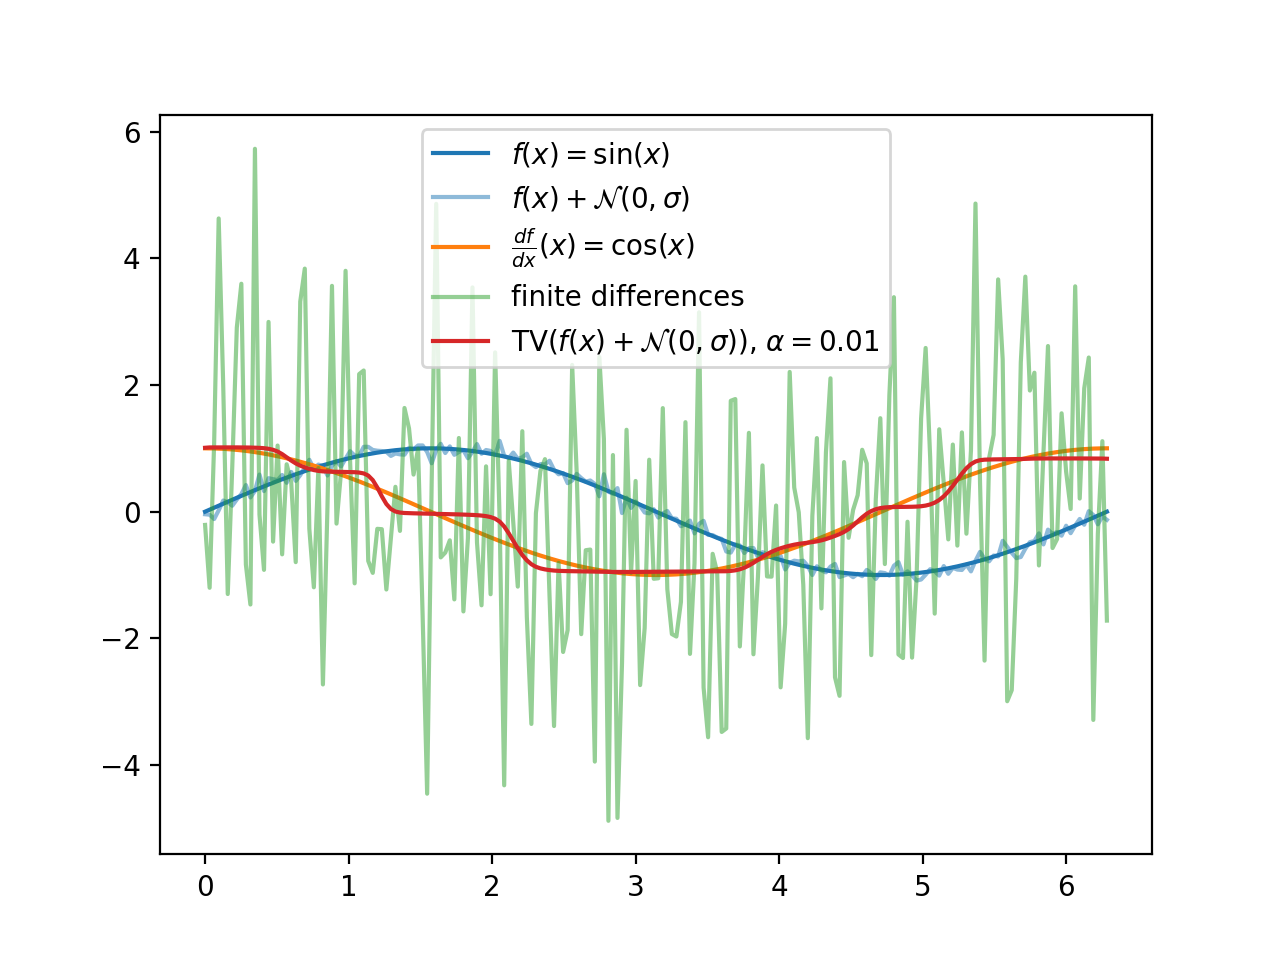 6
4
2
0
−2
−4
f(x) = sin(x)
f(x) + 𝒩(0, σ)
df/dx(x) = cos(x)
finite differences
TV(f(x) + 𝒩(0, σ)), α = 0.01
0 1 2 3 4 5 6